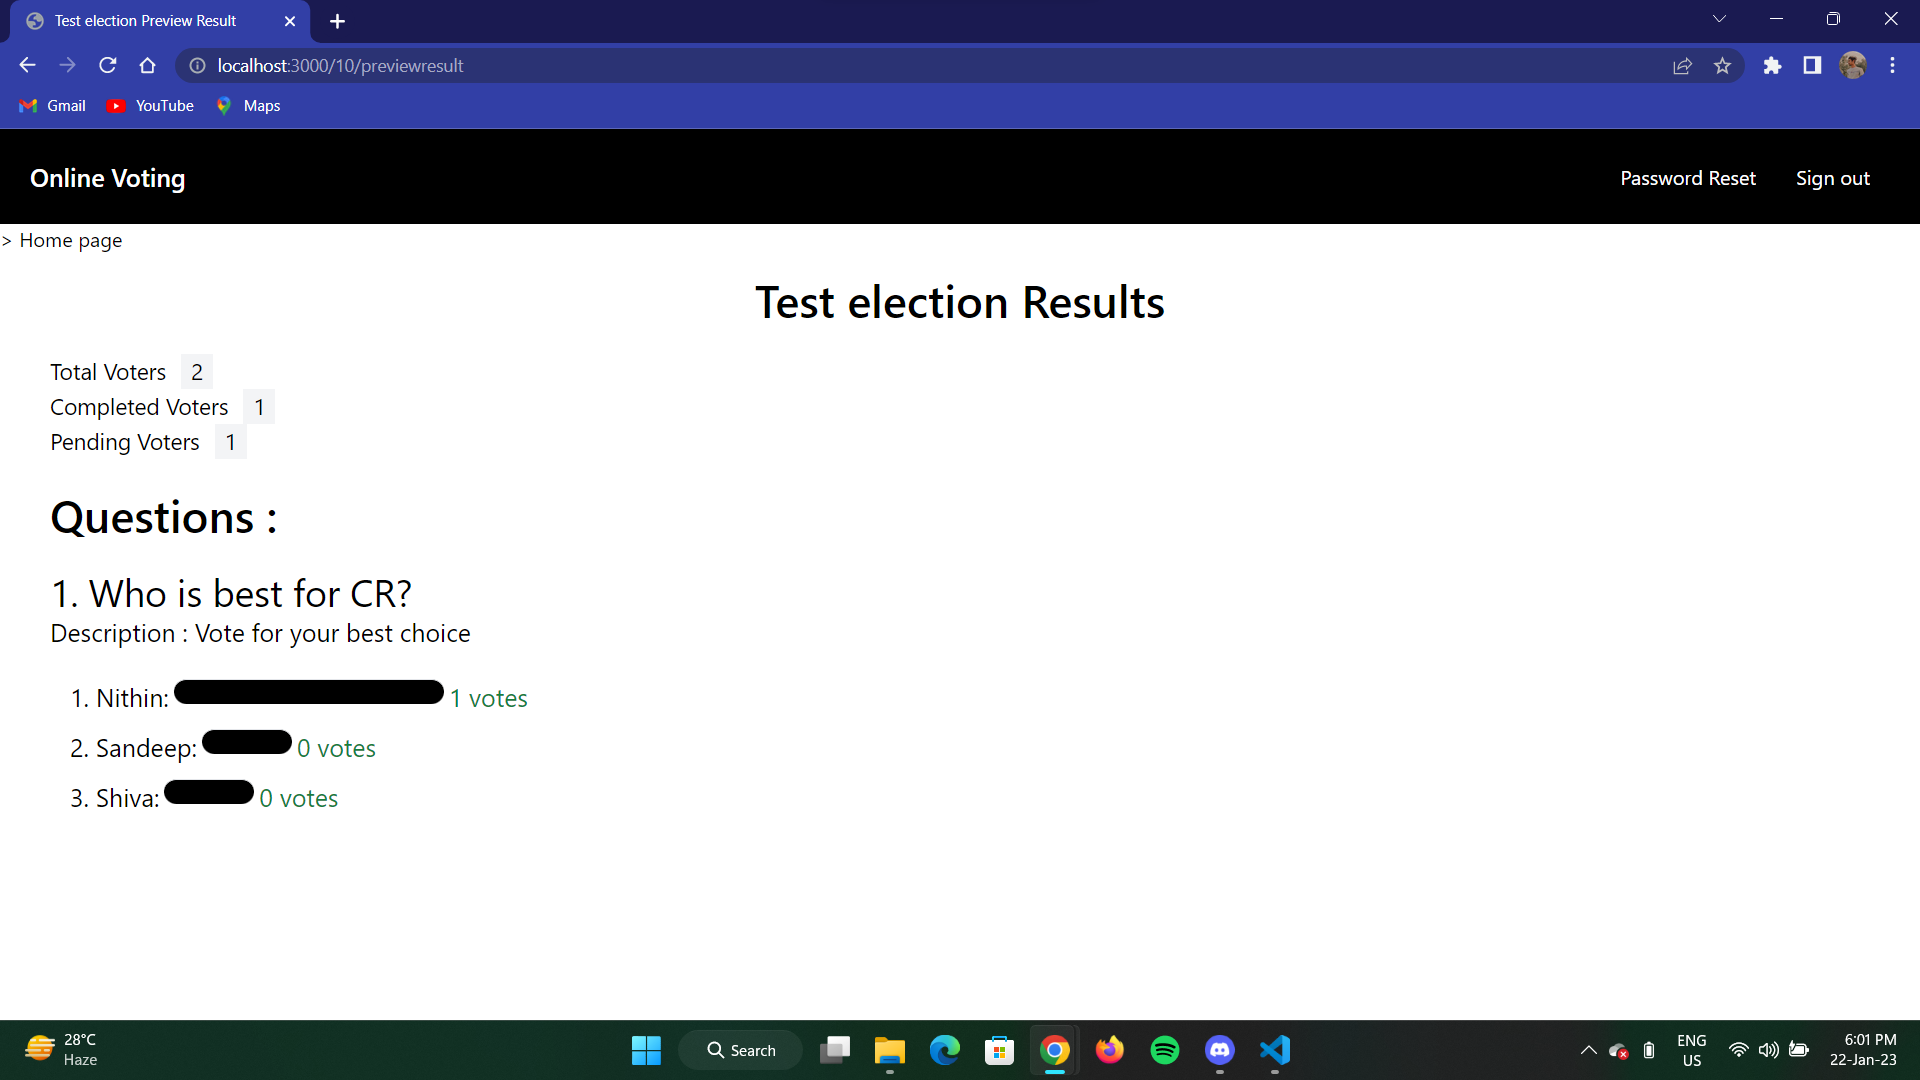 Test election Preview Result
localhost:3000/10/previewresult
Gmail YouTube Maps
Online Voting Password Reset Sign out
> Home page
Test election Results
Total Voters 2
Completed Voters 1
Pending Voters 1
Questions :
1. Who is best for CR?
Description : Vote for your best choice
1. Nithin: 1 votes
2. Sandeep: 0 votes
3. Shiva: 0 votes
28°C
Haze
Search
ENG
US
6:01 PM
22-Jan-23